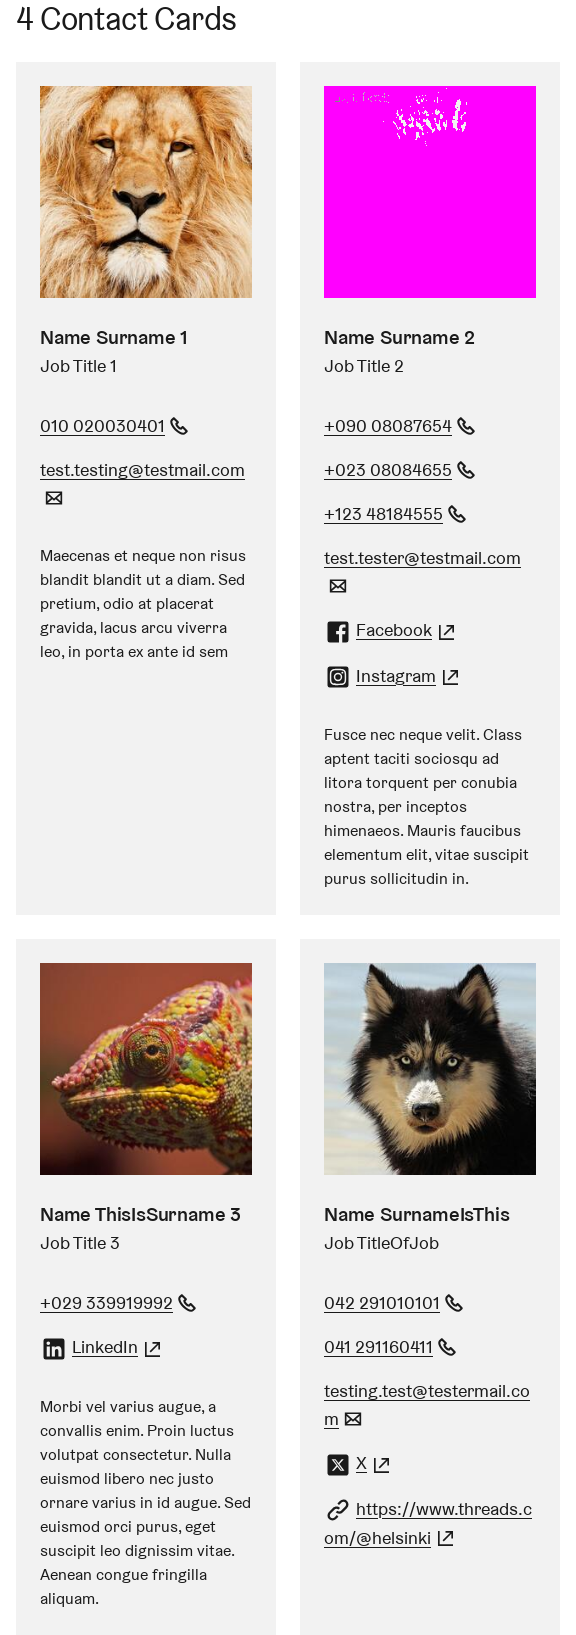 4 Contact Cards
Name Surname 1
Job Title 1
010 020030401
test.testing@testmail.com
Maecenas et neque non risus
blandit blandit ut a diam. Sed
pretium, odio at placerat
gravida, lacus arcu viverra
leo, in porta ex ante id sem
Name Surname 2
Job Title 2
+090 08087654
+023 08084655
+123 48184555
test.tester@testmail.com
Facebook
Instagram
Fusce nec neque velit. Class
aptent taciti sociosqu ad
litora torquent per conubia
nostra, per inceptos
himenaeos. Mauris faucibus
elementum elit, vitae suscipit
purus sollicitudin in.
Name ThisIsSurname 3
Job Title 3
+029 339919992
LinkedIn
Morbi vel varius augue, a
convallis enim. Proin luctus
volutpat consectetur. Nulla
euismod libero nec justo
ornare varius in id augue. Sed
euismod orci purus, eget
suscipit leo dignissim vitae.
Aenean congue fringilla
aliquam.
Name SurnameIsThis
Job TitleOfJob
042 291010101
041 291160411
testing.test@testermail.co
m
X
https://www.threads.c
om/@helsinki